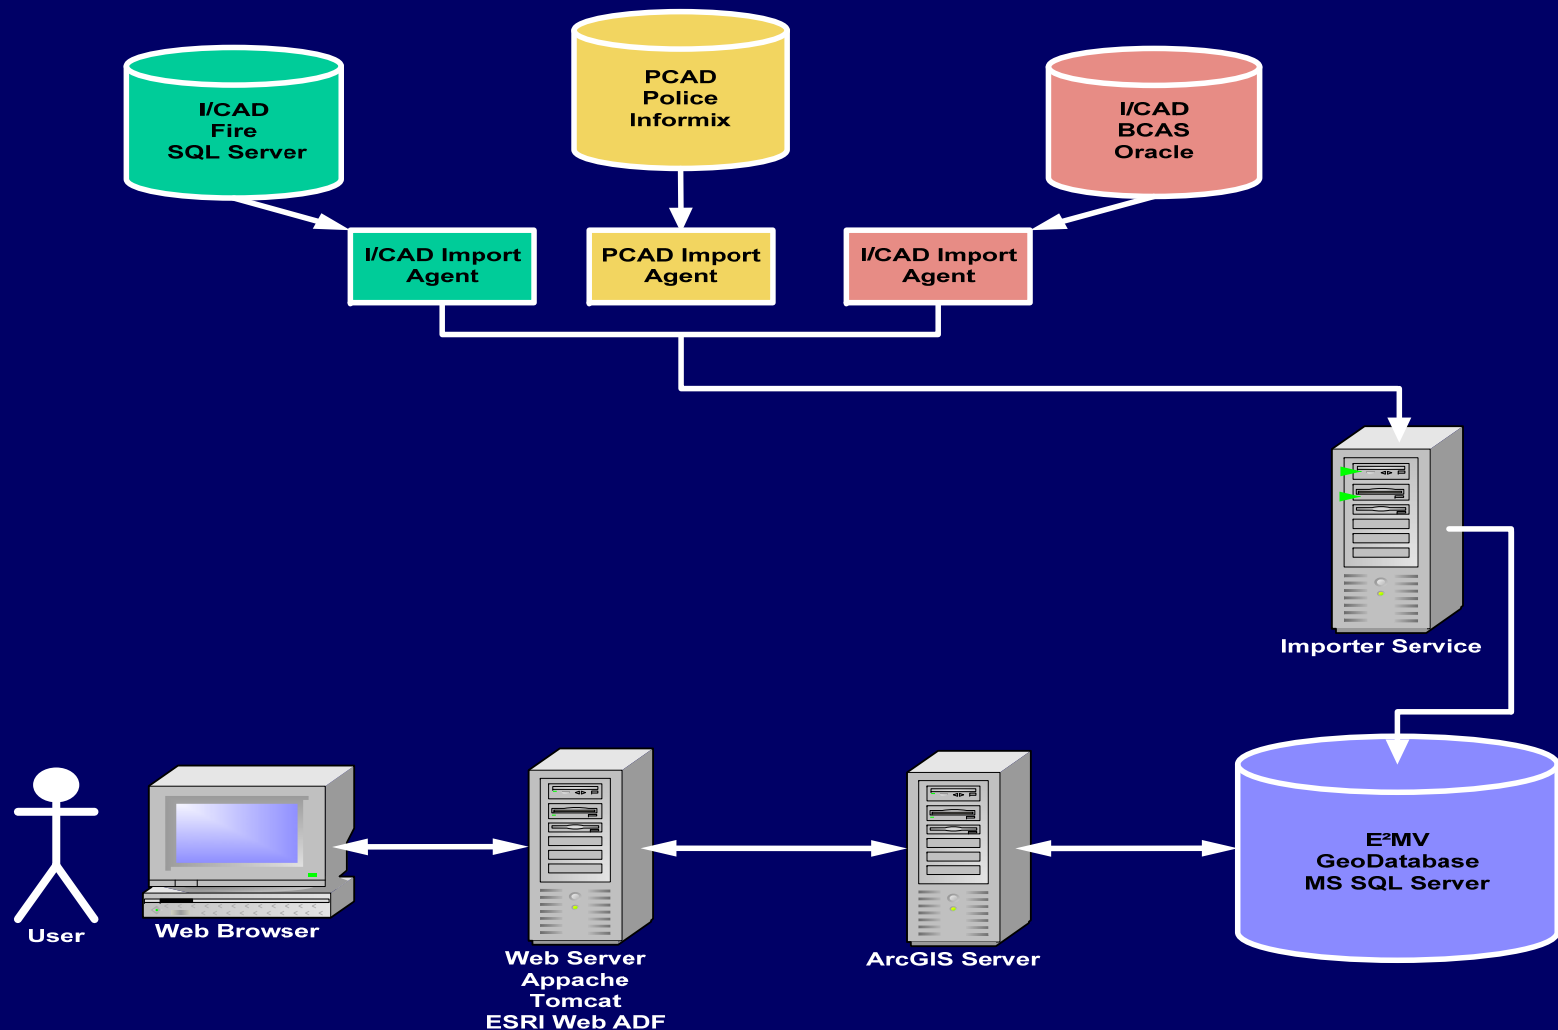 I/CAD
Fire
SQL Server
PCAD
Police
Informix
I/CAD
BCAS
Oracle
I/CAD Import
Agent
PCAD Import
Agent
I/CAD Import
Agent
Importer Service
E²MV
GeoDatabase
MS SQL Server
User
Web Browser
Web Server
Appache
Tomcat
ESRI Web ADF
ArcGIS Server